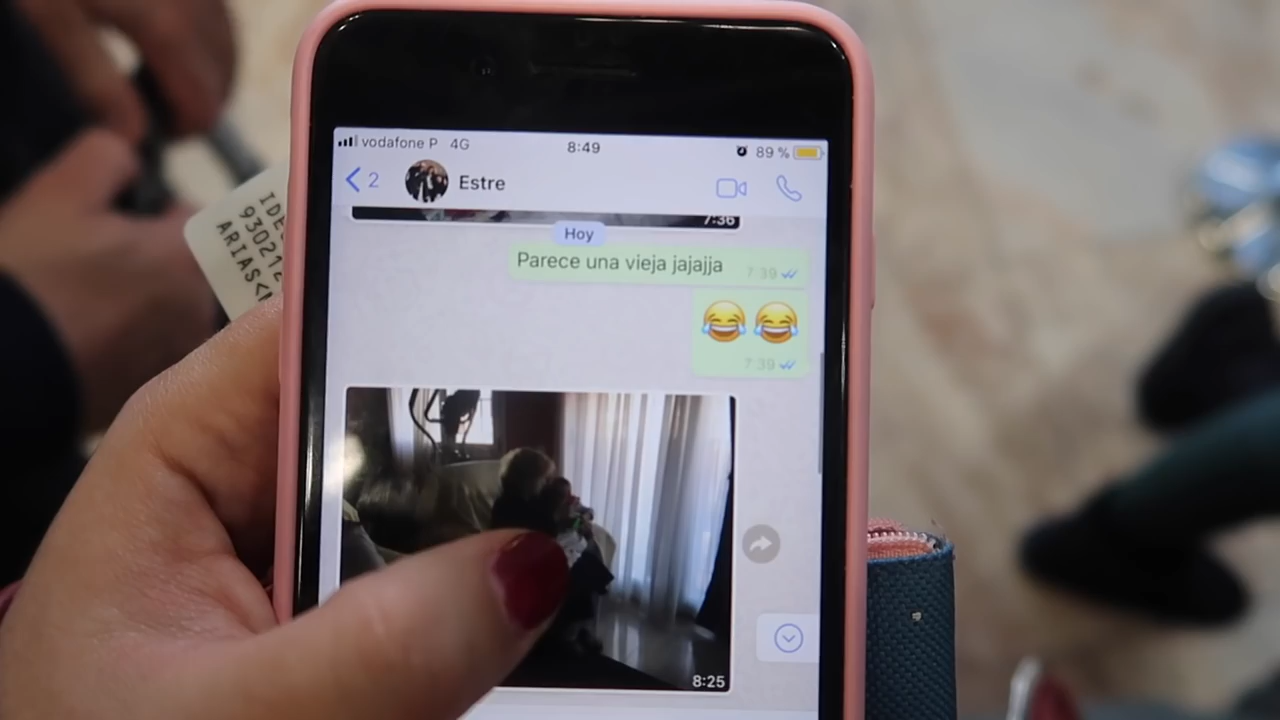 vodafone P 4G 8:49 89 %
2 Estre
7:36
Hoy
Parece una vieja jajajja 7:39
7:39
8:25
IDE
930212
ARIAS<